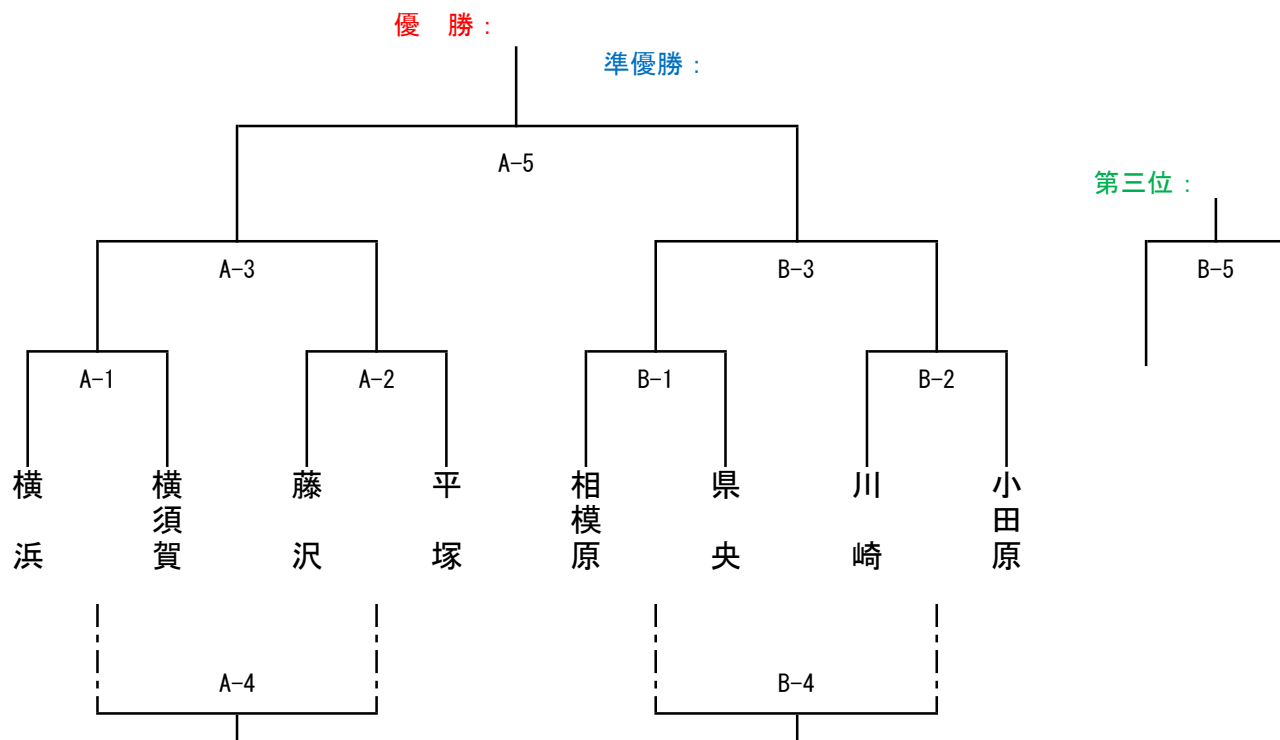 優　勝：
準優勝：
A-5
第三位：
A-3
B-3
B-5
A-1
A-2
B-1
B-2
横浜
横須賀
藤沢
平塚
相模原
県央
川崎
小田原
A-4
B-4